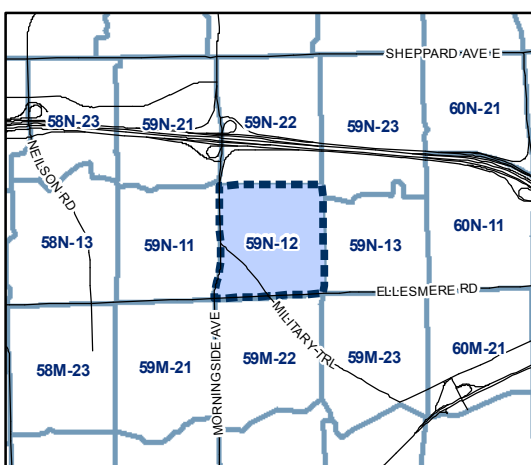 SHEPPARD AVE E
58N-23
59N-21
59N-22
59N-23
60N-21
NEILSON RD
58N-13
59N-11
59N-12
59N-13
60N-11
ELLESMERE RD
MILITARY TRL
MORNINGSIDE AVE
58M-23
59M-21
59M-22
59M-23
60M-21